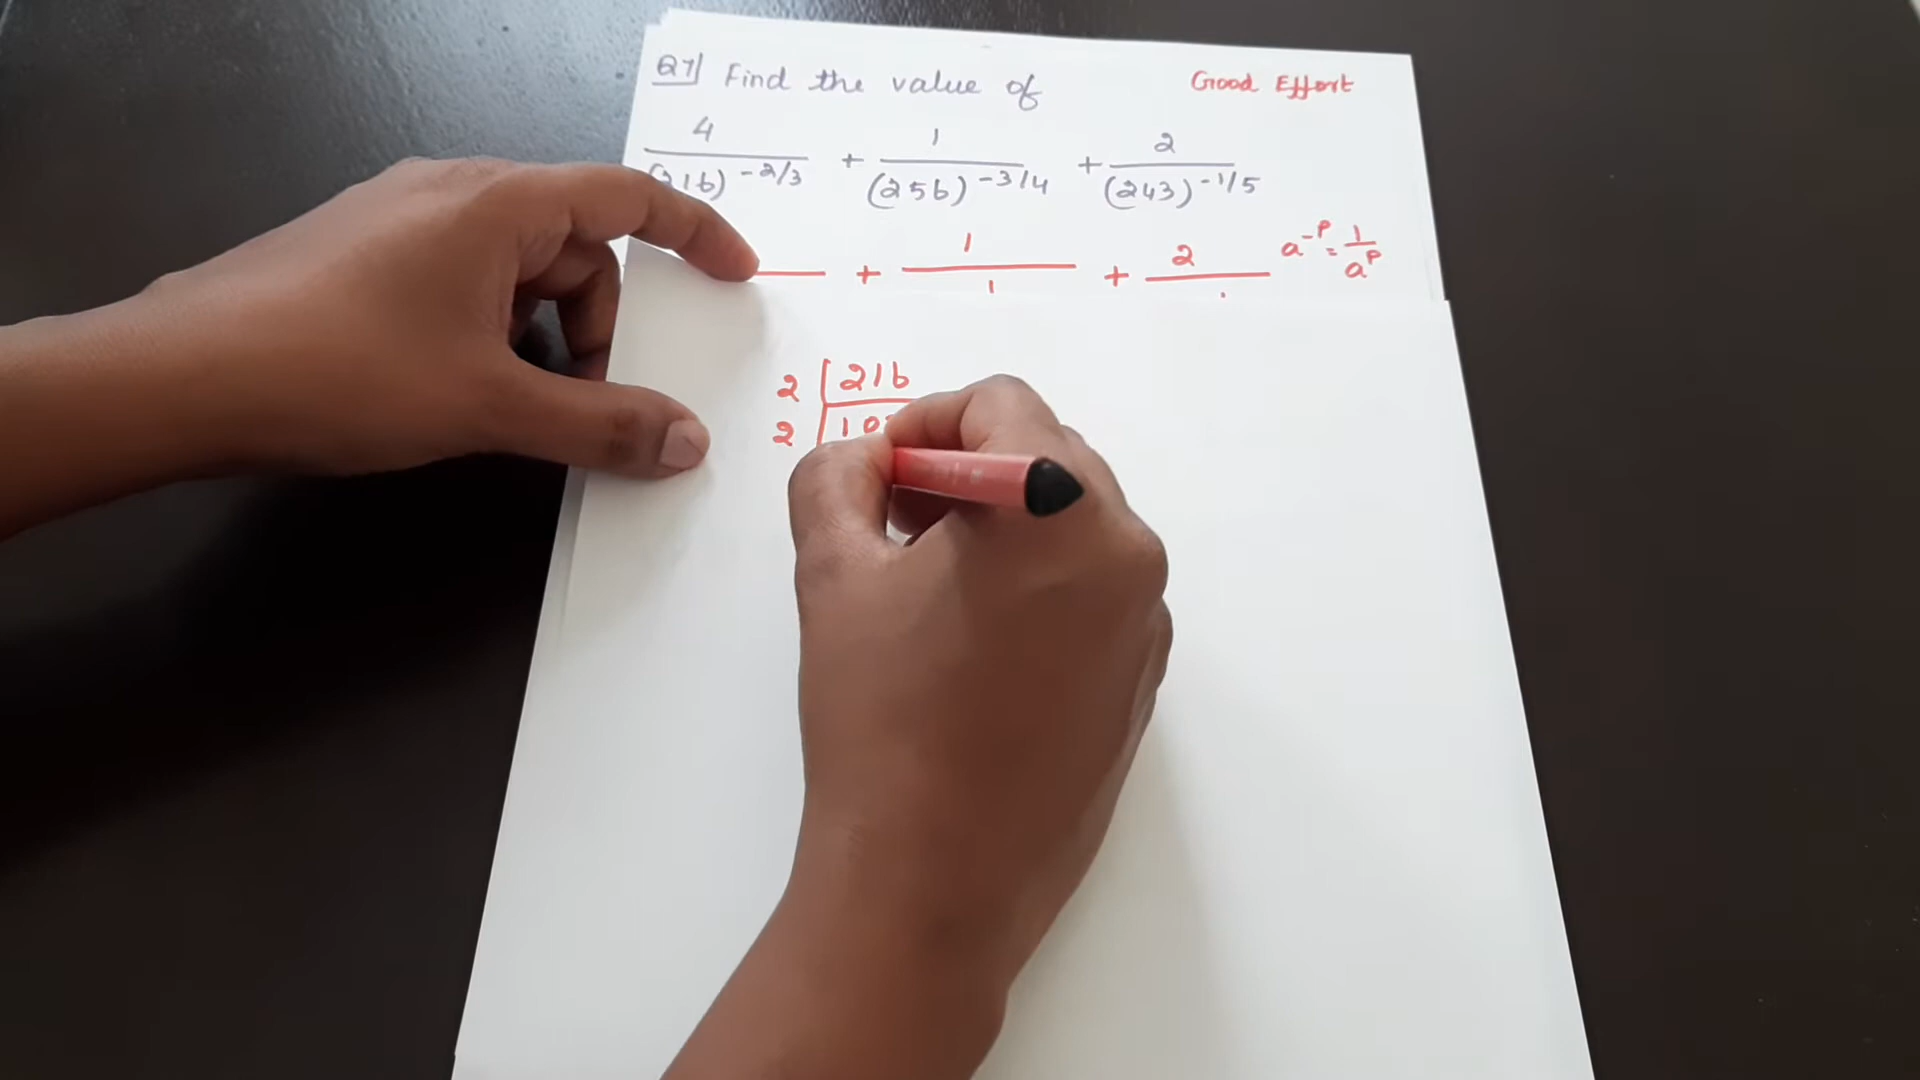 Q7 Find the value of Good Effort
4/(216)^-2/3 + 1/(256)^-3/4 + 2/(243)^-1/5
+ 1/1 + 2/ a^-p = 1/a^p
2 | 216
2 | 10